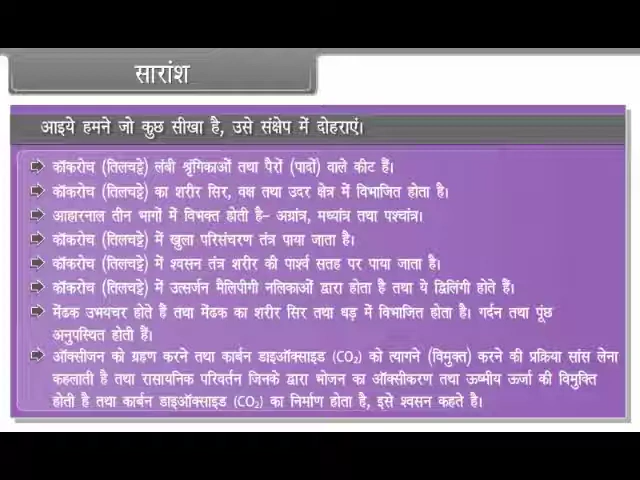 सारांश
आइये हमने जो कुछ सीखा है, उसे संक्षेप में दोहराएं।
कॉकरोच (तिलचट्टे) लंबी श्रृंगिकाओं तथा पैरों (पादों) वाले कीट हैं।
कॉकरोच (तिलचट्टे) का शरीर सिर, वक्ष तथा उदर क्षेत्र में विभाजित होता है।
आहारनाल तीन भागों में विभक्त होती है– अग्रांत्र, मध्यांत्र तथा पश्चांत्र।
कॉकरोच (तिलचट्टे) में खुला परिसंचरण तंत्र पाया जाता है।
कॉकरोच (तिलचट्टे) में श्वसन तंत्र शरीर की पार्श्व सतह पर पाया जाता है।
कॉकरोच (तिलचट्टे) में उत्सर्जन मैलिपीगी नलिकाओं द्वारा होता है तथा ये द्विलिंगी होते हैं।
मेंढक उभयचर होते हैं तथा मेंढक का शरीर सिर तथा धड़ में विभाजित होता है। गर्दन तथा पूंछ
अनुपस्थित होती हैं।
ऑक्सीजन को ग्रहण करने तथा कार्बन डाइऑक्साइड (CO₂) को त्यागने (विमुक्त) करने की प्रक्रिया सांस लेना
कहलाती है तथा रासायनिक परिवर्तन जिनके द्वारा भोजन का ऑक्सीकरण तथा ऊष्मीय ऊर्जा की विमुक्ति
होती है तथा कार्बन डाइऑक्साइड (CO₂) का निर्माण होता है, इसे श्वसन कहते है।